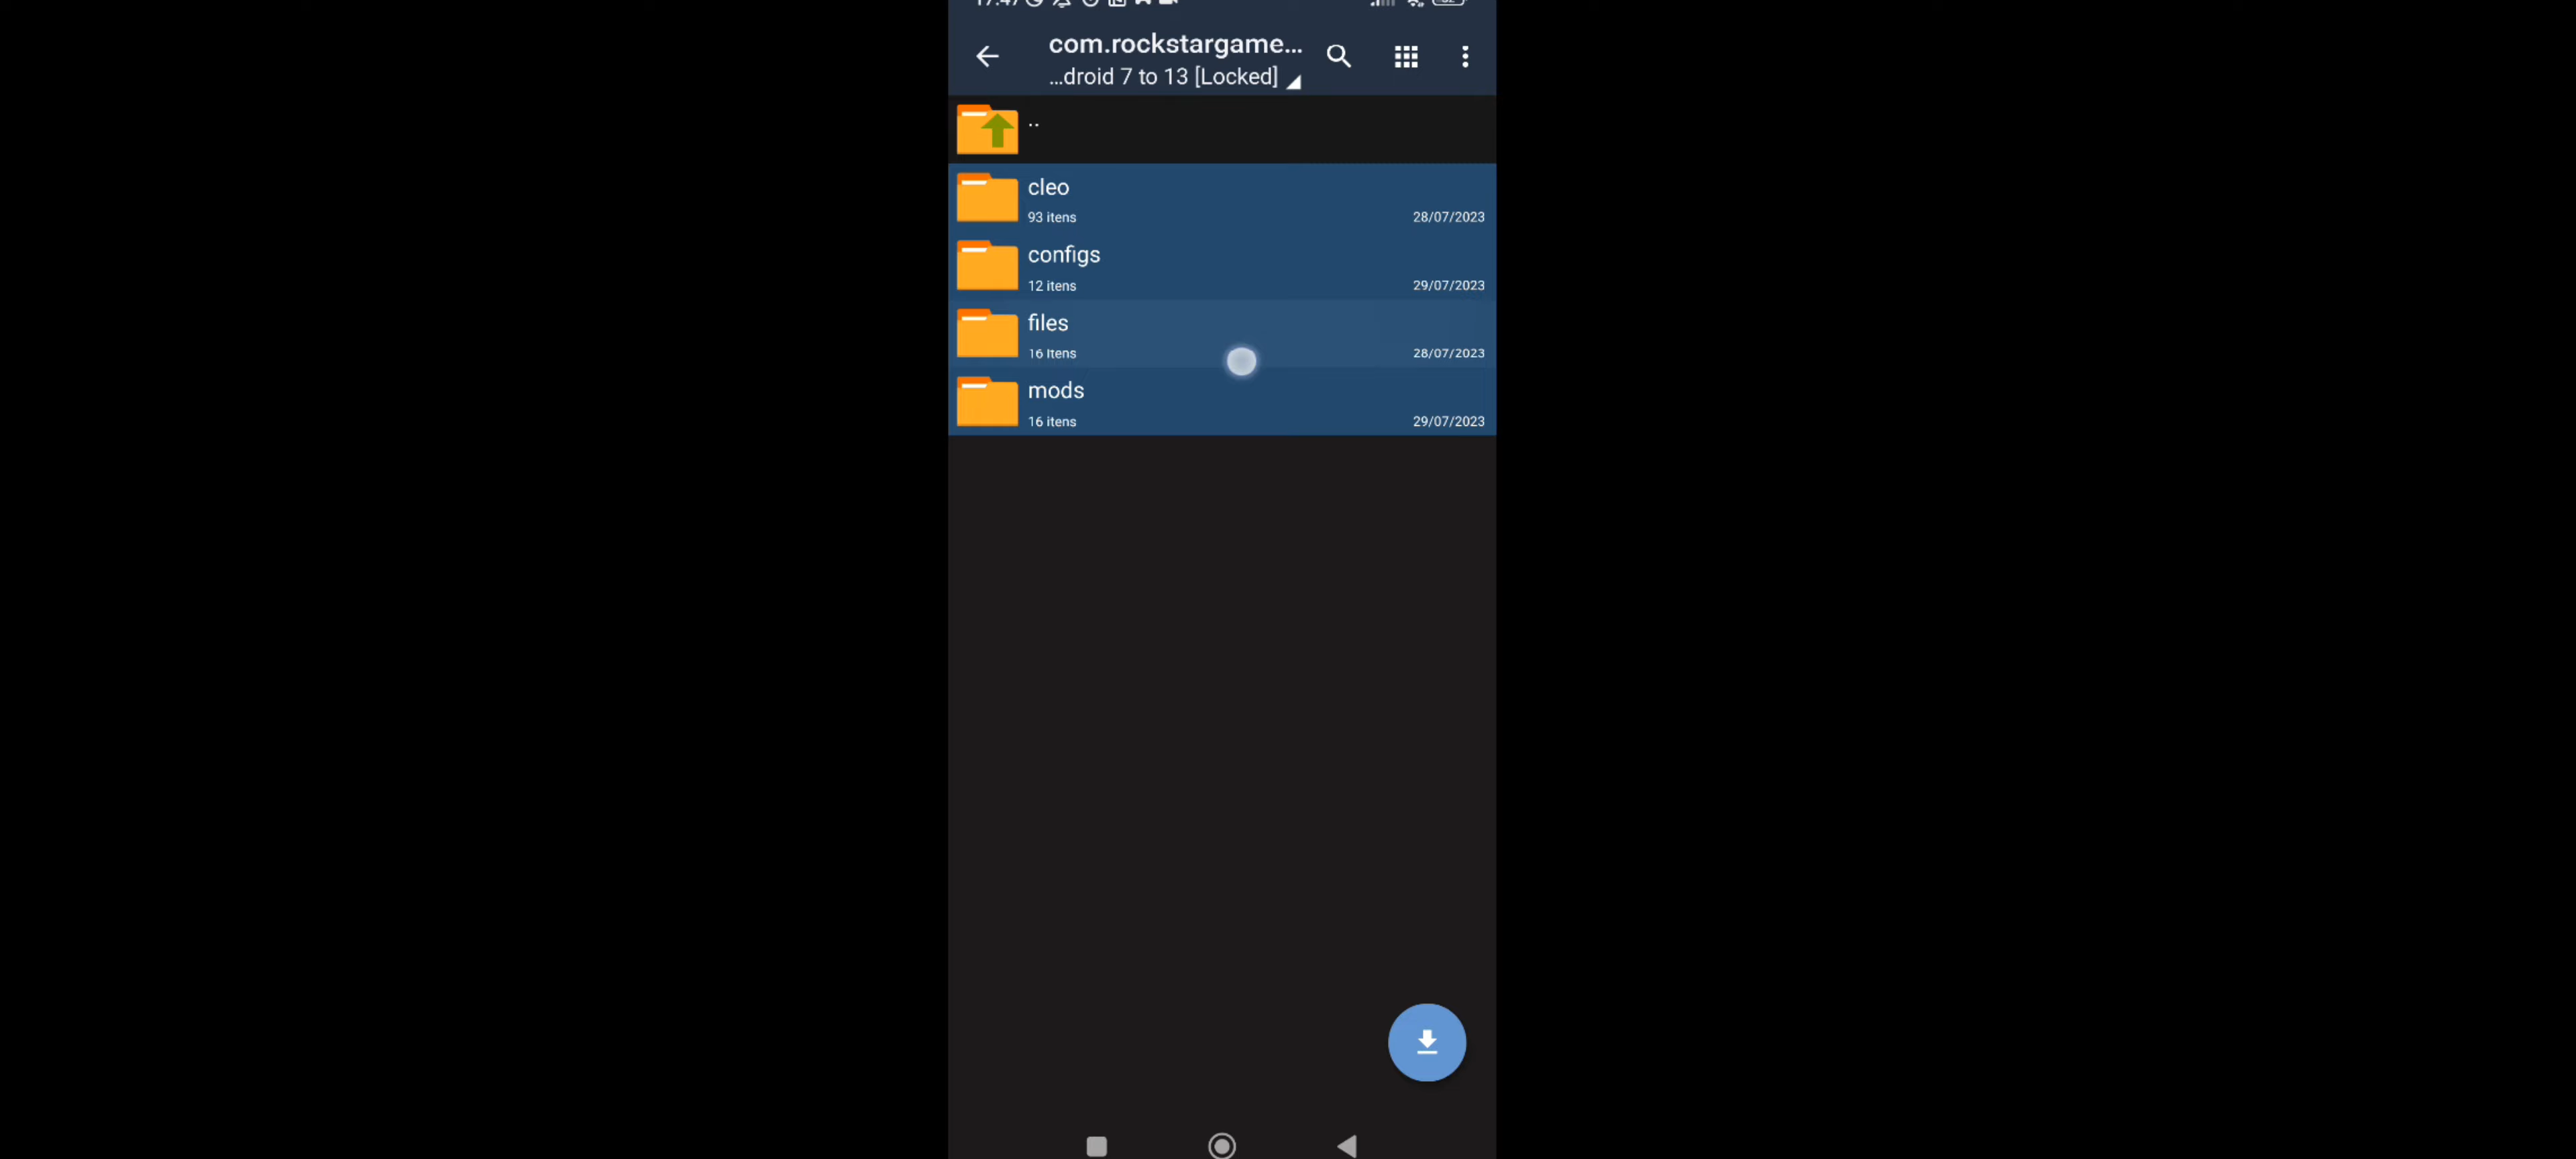 com.rockstargame...
...droid 7 to 13 [Locked]
..
cleo
93 itens 28/07/2023
configs
12 itens 29/07/2023
files
16 itens 28/07/2023
mods
16 itens 29/07/2023